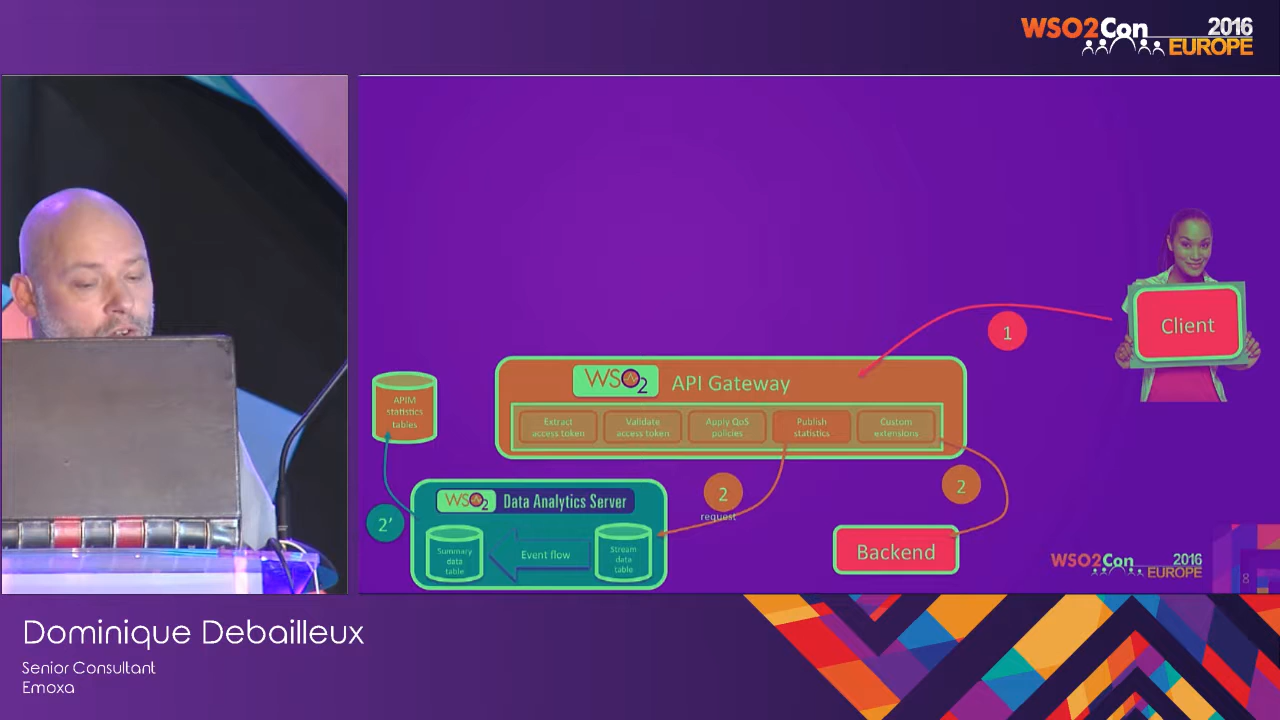 WSO2Con 2016
EUROPE
Client
1
WSO2 API Gateway
Extract
access token
Validate
access token
Apply QoS
policies
Publish
statistics
Custom
extensions
APIM
statistics
tables
2
request
2
2’
WSO2 Data Analytics Server
Summary
data
table
Event flow
Stream
data
table
Backend
WSO2Con 2016
EUROPE
8
Dominique Debailleux
Senior Consultant
Emoxa